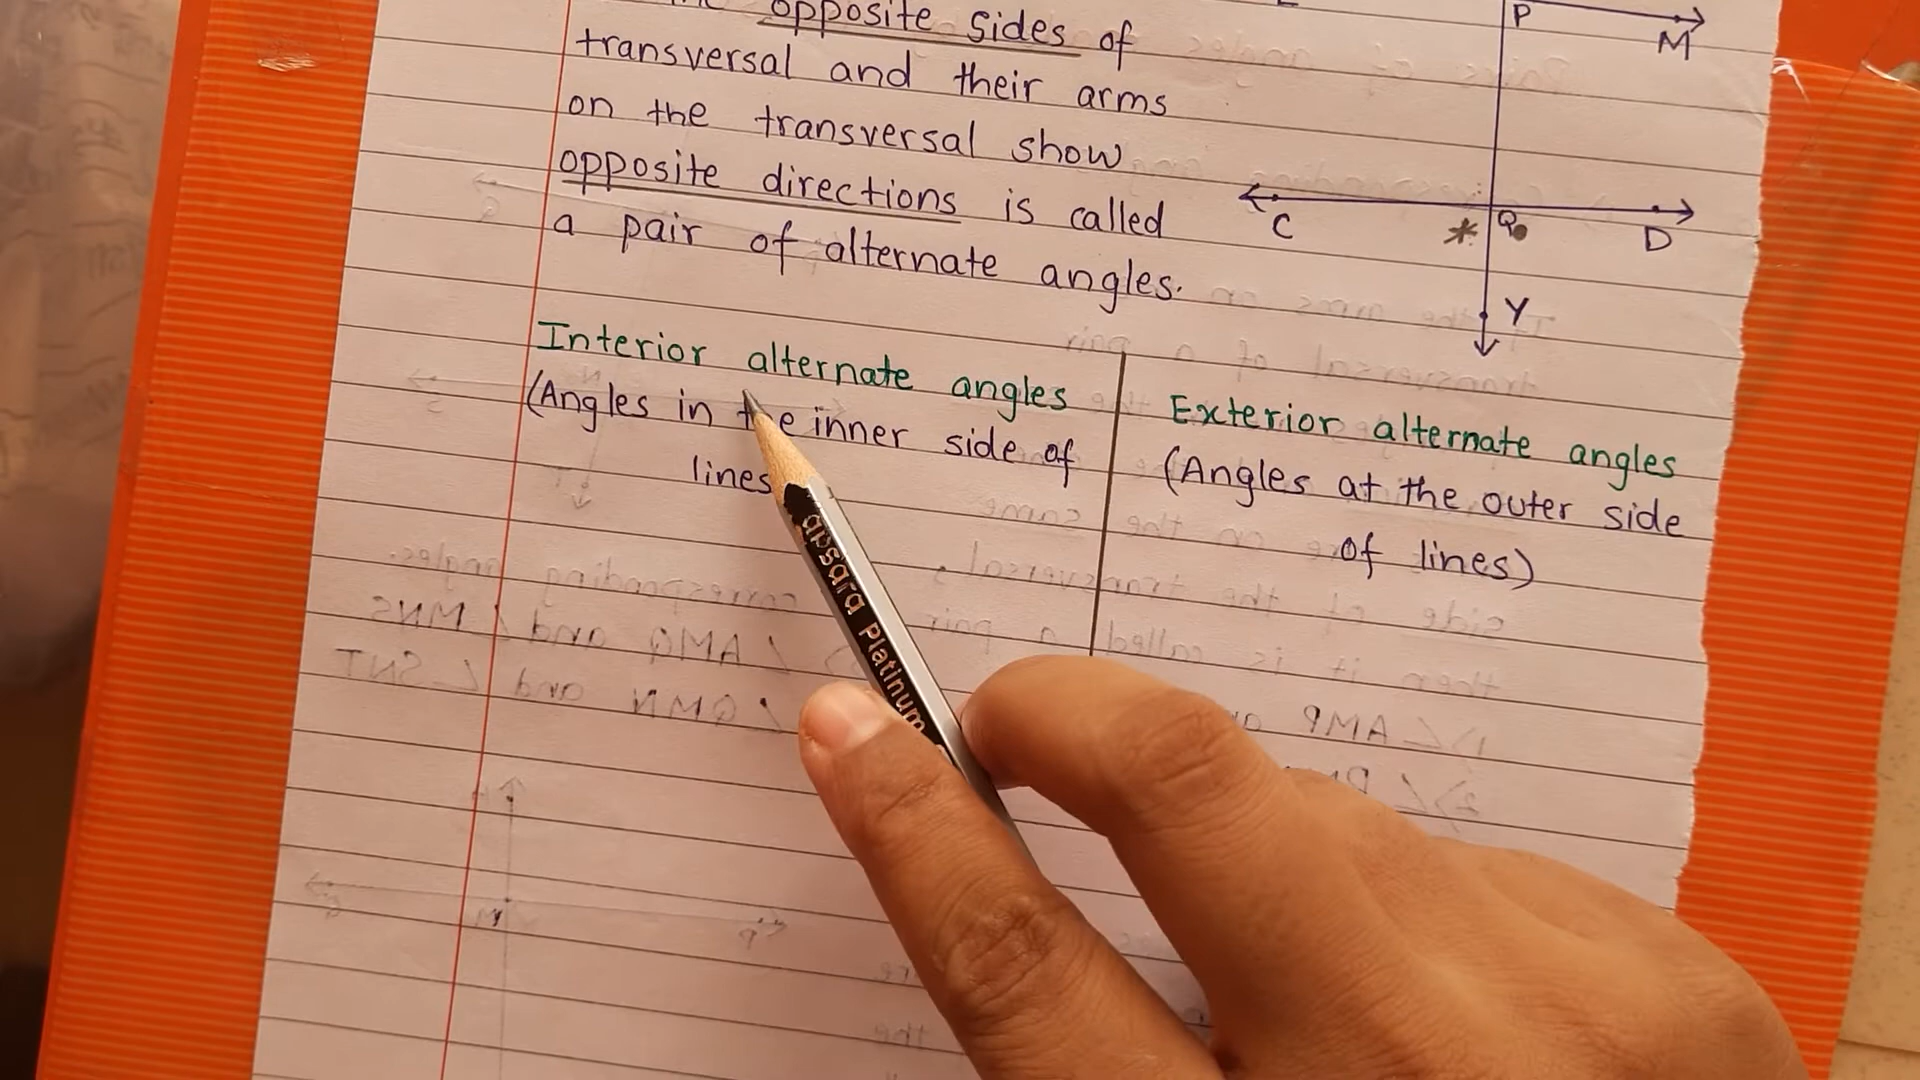 opposite sides of
transversal and their arms
on the transversal show
opposite directions is called
a pair of alternate angles.
P
M
C
Q
D
Y
Interior alternate angles
(Angles in the inner side of
lines
Exterior alternate angles
(Angles at the outer side
of lines)
apsara Platinum